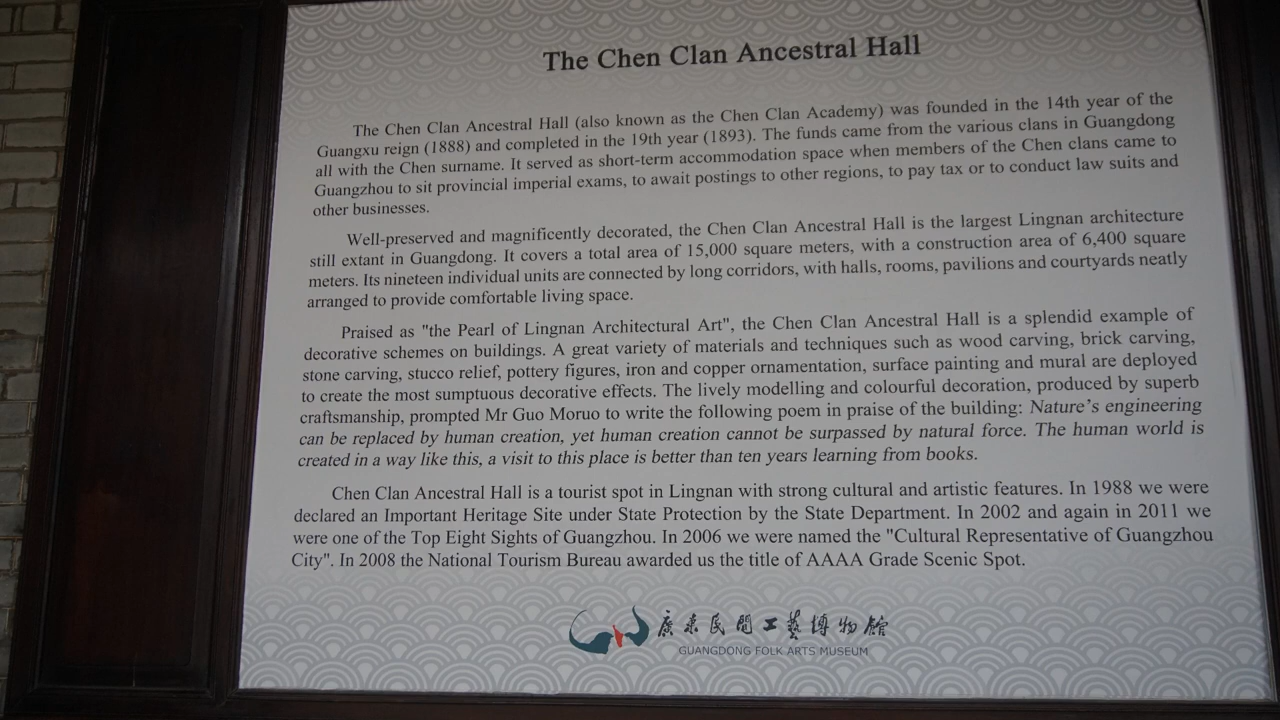 The Chen Clan Ancestral Hall
The Chen Clan Ancestral Hall (also known as the Chen Clan Academy) was founded in the 14th year of the
Guangxu reign (1888) and completed in the 19th year (1893). The funds came from the various clans in Guangdong
all with the Chen surname. It served as short-term accommodation space when members of the Chen clans came to
Guangzhou to sit provincial imperial exams, to await postings to other regions, to pay tax or to conduct law suits and
other businesses.
Well-preserved and magnificently decorated, the Chen Clan Ancestral Hall is the largest Lingnan architecture
still extant in Guangdong. It covers a total area of 15,000 square meters, with a construction area of 6,400 square
meters. Its nineteen individual units are connected by long corridors, with halls, rooms, pavilions and courtyards neatly
arranged to provide comfortable living space.
Praised as "the Pearl of Lingnan Architectural Art", the Chen Clan Ancestral Hall is a splendid example of
decorative schemes on buildings. A great variety of materials and techniques such as wood carving, brick carving,
stone carving, stucco relief, pottery figures, iron and copper ornamentation, surface painting and mural are deployed
to create the most sumptuous decorative effects. The lively modelling and colourful decoration, produced by superb
craftsmanship, prompted Mr Guo Moruo to write the following poem in praise of the building: Nature's engineering
can be replaced by human creation, yet human creation cannot be surpassed by natural force. The human world is
created in a way like this, a visit to this place is better than ten years learning from books.
Chen Clan Ancestral Hall is a tourist spot in Lingnan with strong cultural and artistic features. In 1988 we were
declared an Important Heritage Site under State Protection by the State Department. In 2002 and again in 2011 we
were one of the Top Eight Sights of Guangzhou. In 2006 we were named the "Cultural Representative of Guangzhou
City". In 2008 the National Tourism Bureau awarded us the title of AAAA Grade Scenic Spot.
廣東民間工藝博物館
GUANGDONG FOLK ARTS MUSEUM